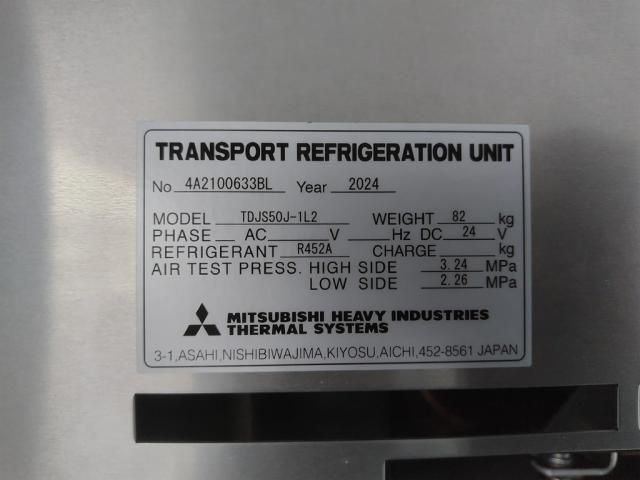 TRANSPORT REFRIGERATION UNIT
No 4A2100633BL Year 2024
MODEL TDJS50J-1L2 WEIGHT 82 kg
PHASE AC V Hz DC 24 V
REFRIGERANT R452A CHARGE kg
AIR TEST PRESS. HIGH SIDE 3.24 MPa
LOW SIDE 2.26 MPa
MITSUBISHI HEAVY INDUSTRIES
THERMAL SYSTEMS
3-1,ASAHI,NISHIBIWAJIMA,KIYOSU,AICHI,452-8561 JAPAN